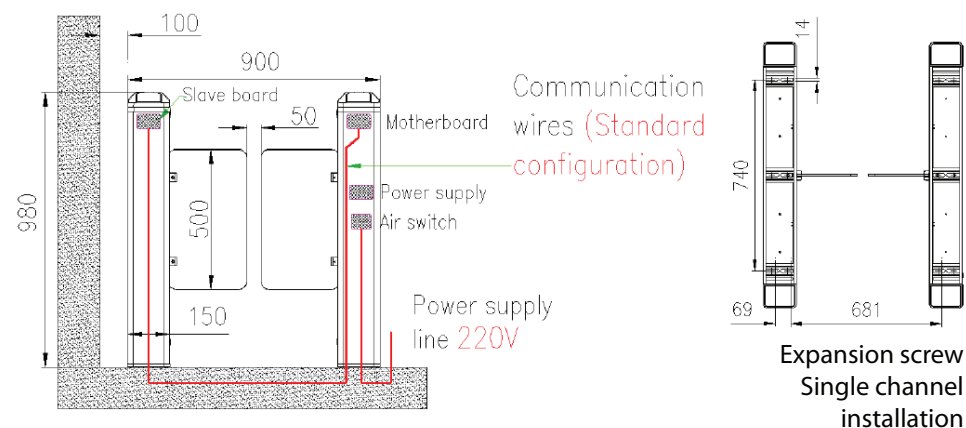 100
900
Slave board
50
Motherboard
Communication
wires (Standard
configuration)
980
500
Power supply
Air switch
150
Power supply
line 220V
14
740
69
681
Expansion screw
Single channel
installation